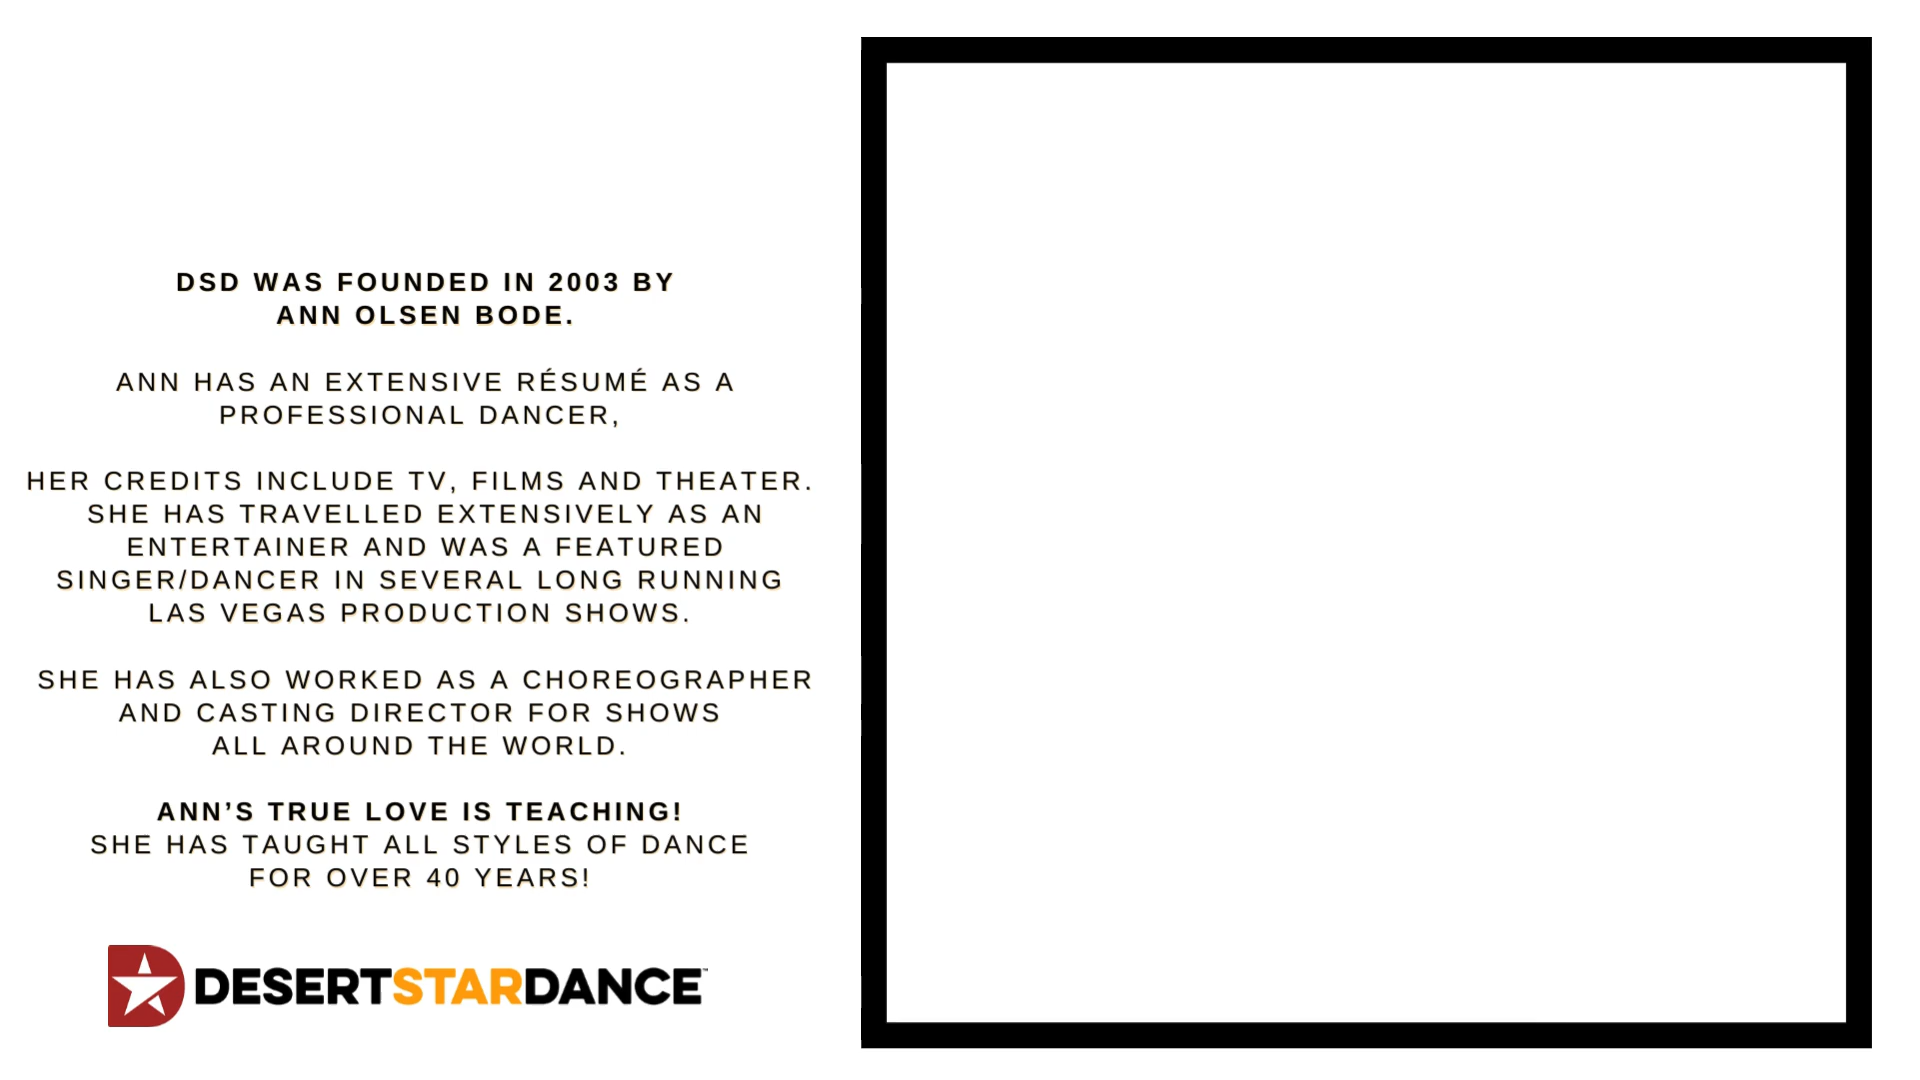 DSD WAS FOUNDED IN 2003 BY
ANN OLSEN BODE.
ANN HAS AN EXTENSIVE RÉSUMÉ AS A
PROFESSIONAL DANCER,
HER CREDITS INCLUDE TV, FILMS AND THEATER.
SHE HAS TRAVELLED EXTENSIVELY AS AN
ENTERTAINER AND WAS A FEATURED
SINGER/DANCER IN SEVERAL LONG RUNNING
LAS VEGAS PRODUCTION SHOWS.
SHE HAS ALSO WORKED AS A CHOREOGRAPHER
AND CASTING DIRECTOR FOR SHOWS
ALL AROUND THE WORLD.
ANN’S TRUE LOVE IS TEACHING!
SHE HAS TAUGHT ALL STYLES OF DANCE
FOR OVER 40 YEARS!
DESERTSTARDANCE™